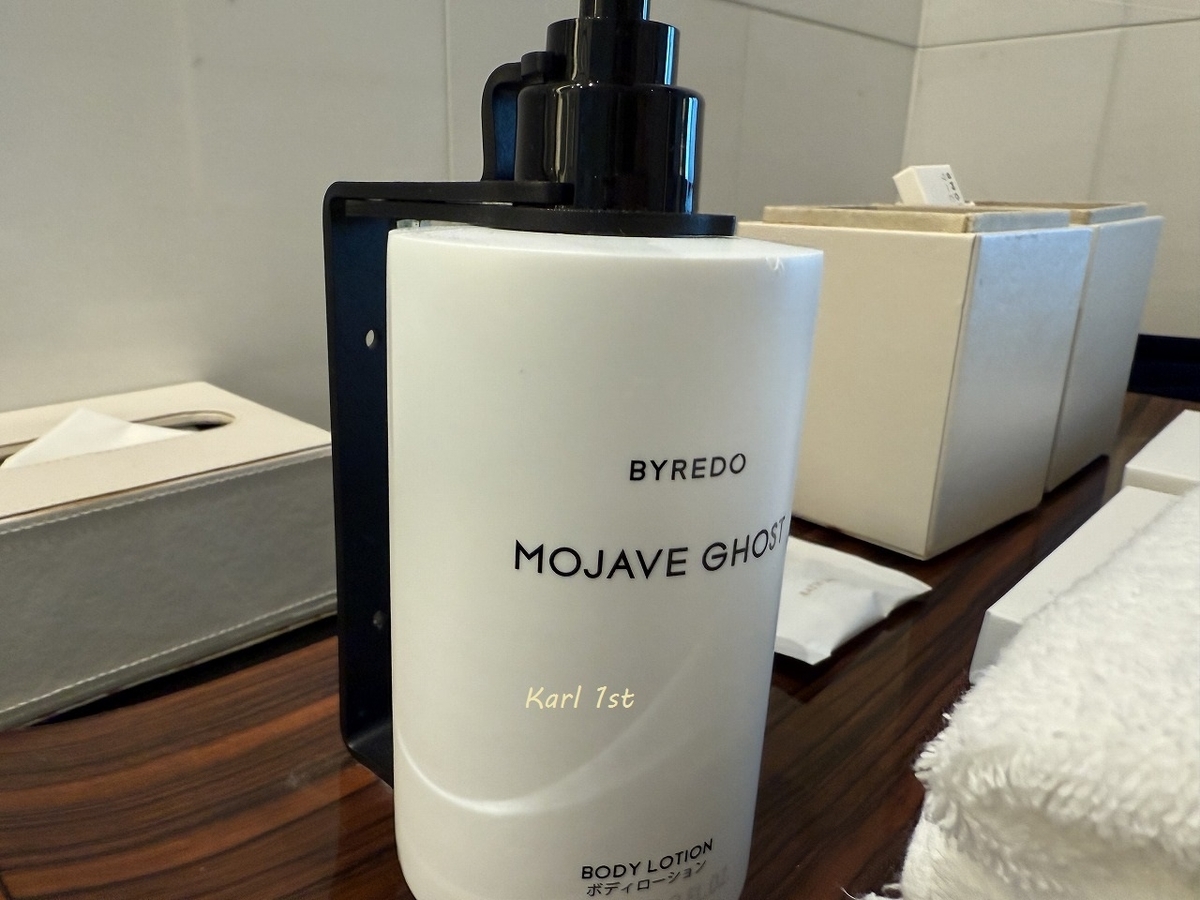 BYREDO
MOJAVE GHOST
Karl 1st
BODY LOTION
ボディローション